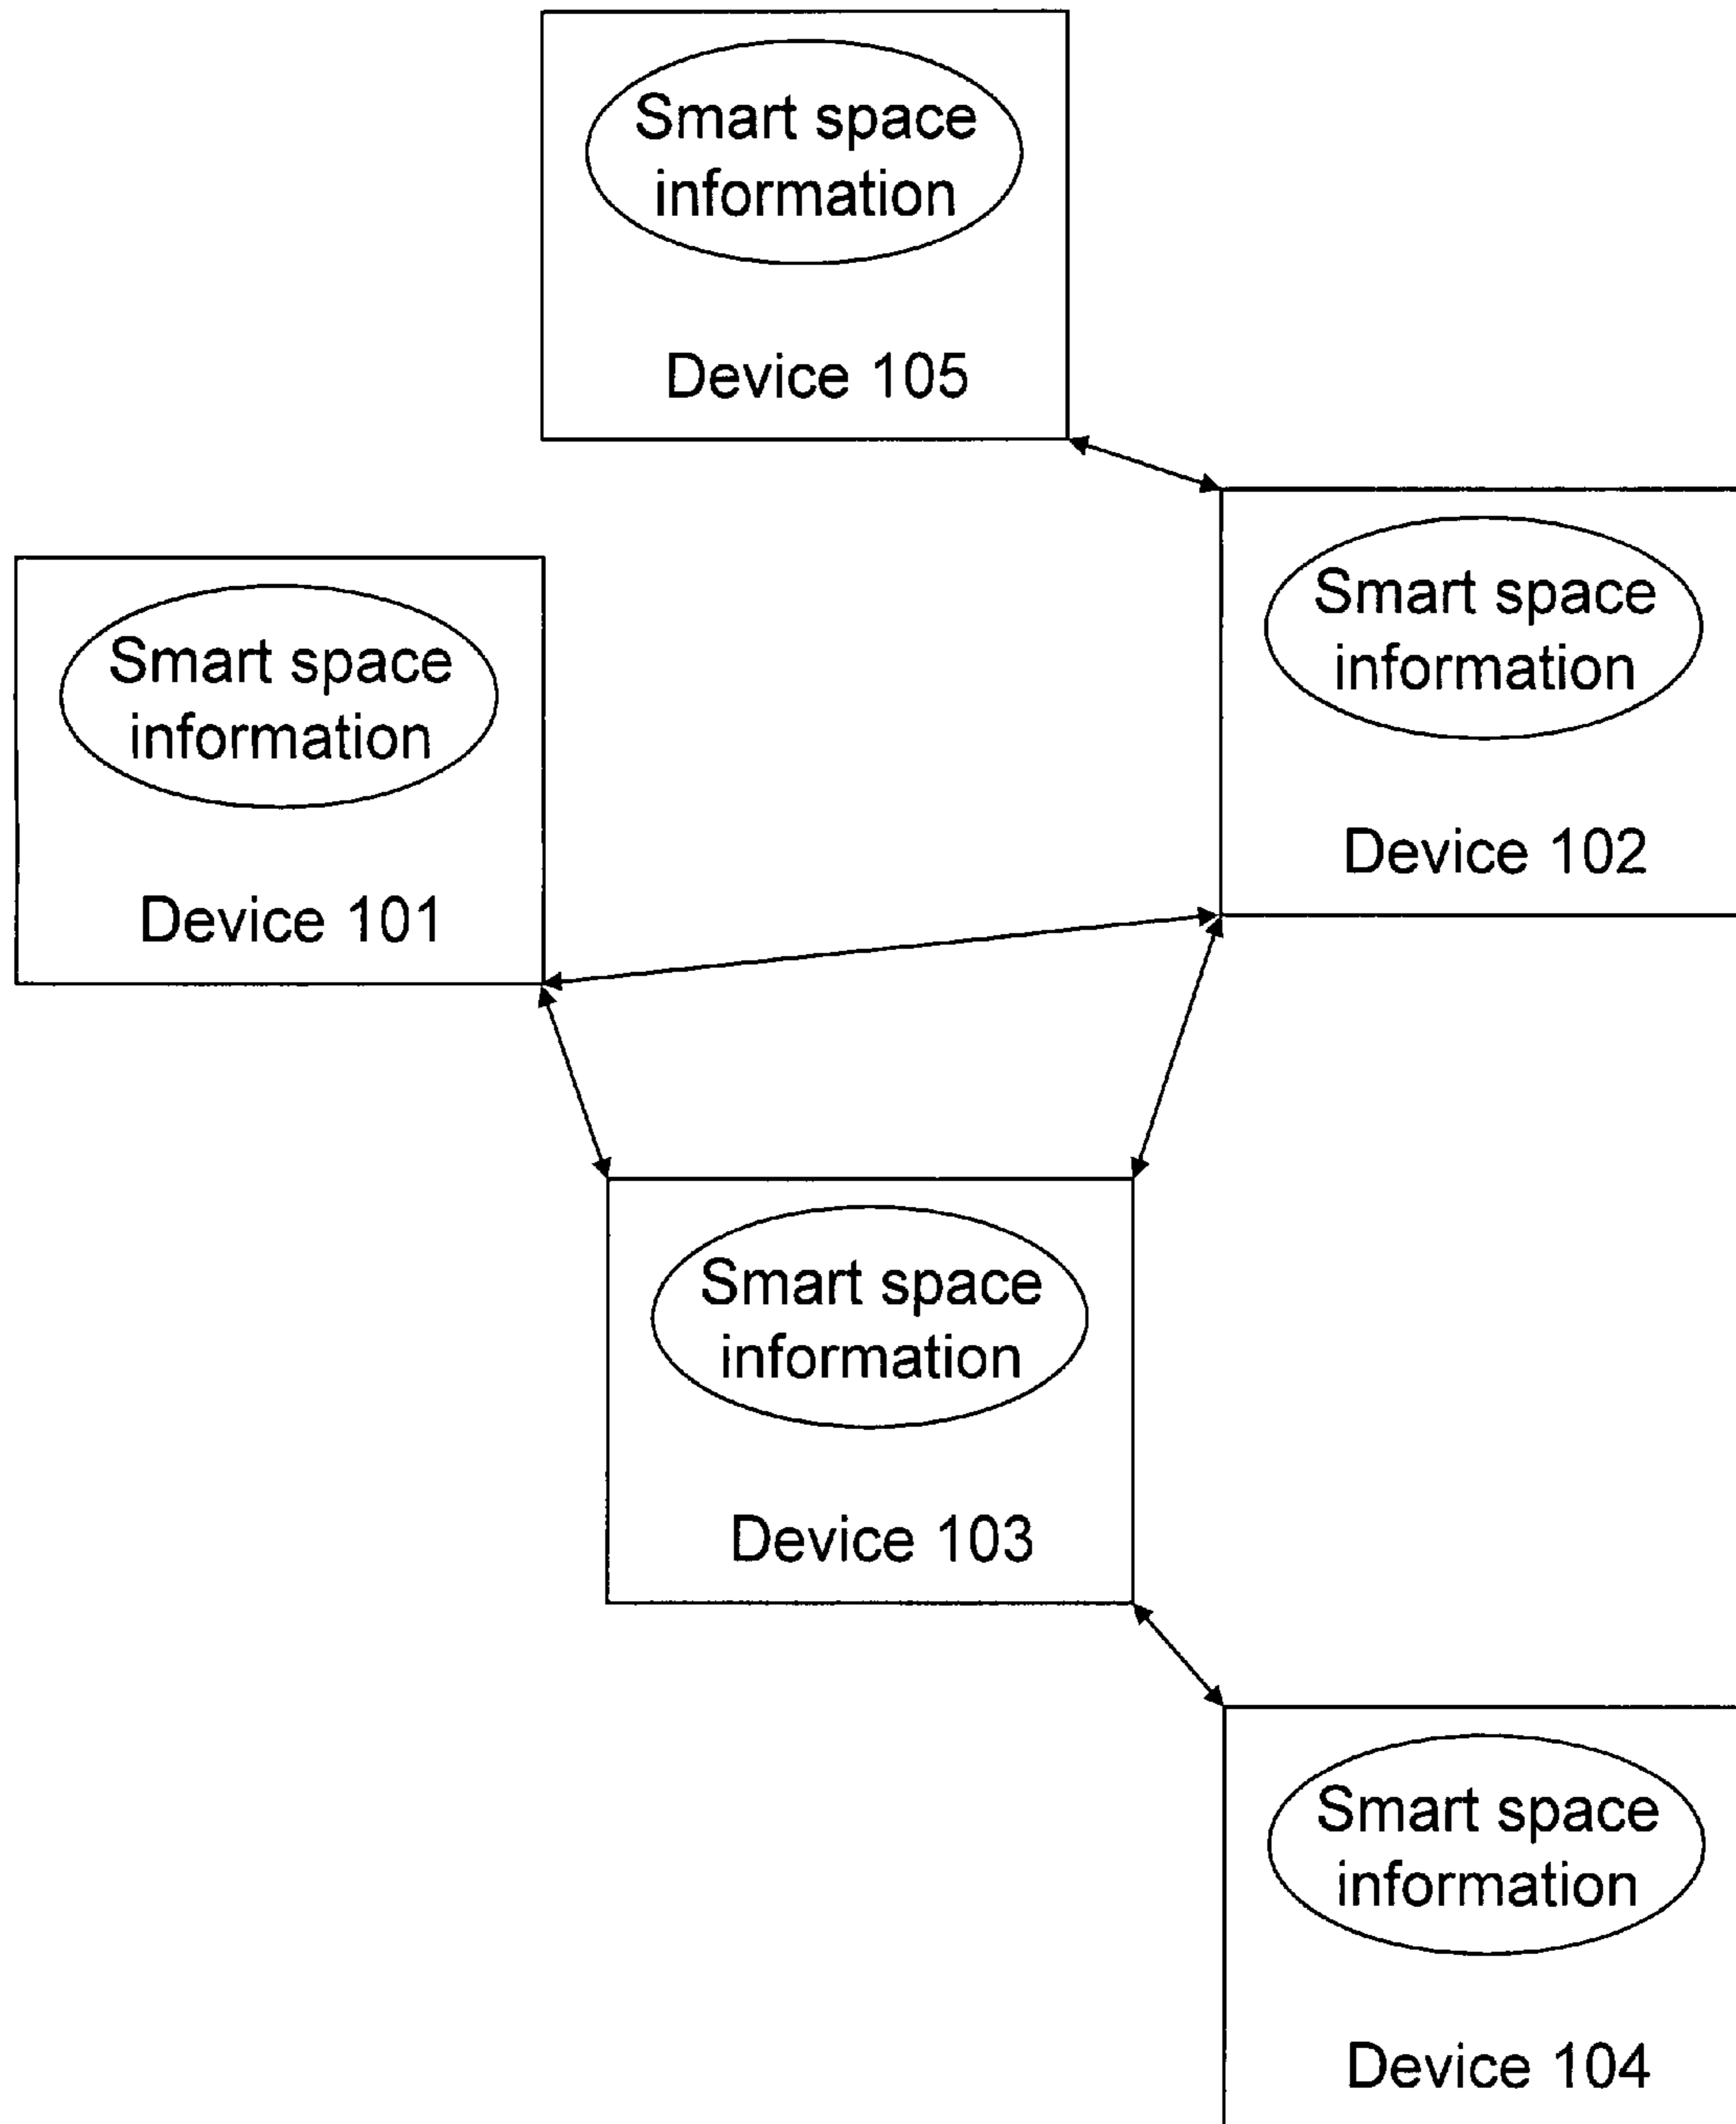 Smart space
information
Device 105
Smart space
information
Device 102
Smart space
information
Device 101
Smart space
information
Device 103
Smart space
information
Device 104